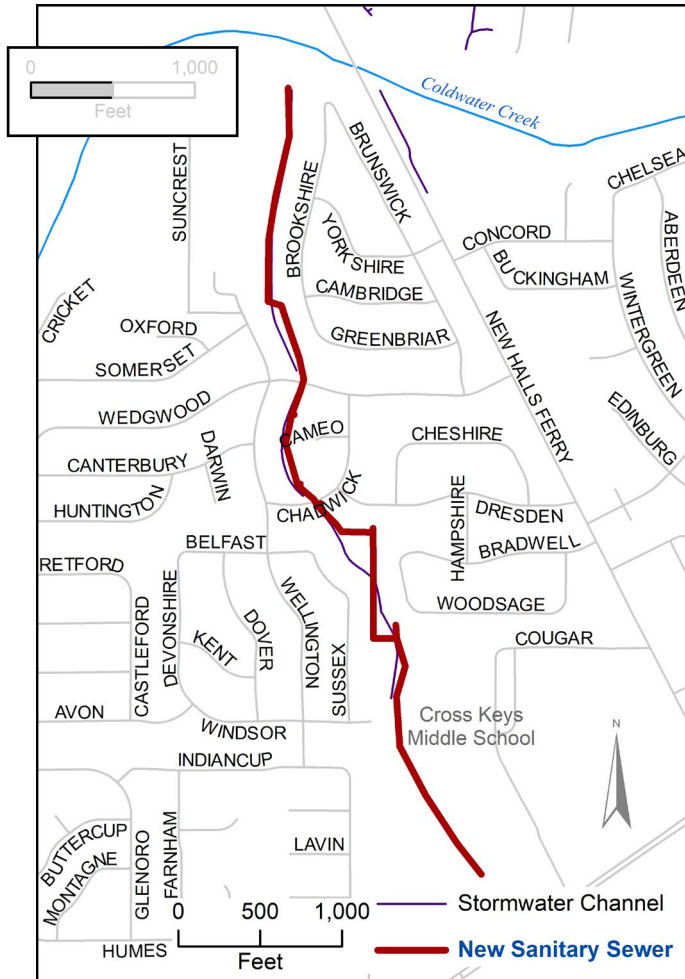 0 1,000
Feet
Coldwater Creek
SUNCREST
BROOKSHIRE
BRUNSWICK
YORKSHIRE
CAMBRIDGE
GREENBRIAR
CONCORD
BUCKINGHAM
CHELSEA
ABERDEEN
WINTERGREEN
NEW HALLS FERRY
EDINBURG
CRICKET
OXFORD
SOMERSET
WEDGWOOD
CAMEO
CHESHIRE
CANTERBURY
DARWIN
HUNTINGTON
CHADWICK
HAMPSHIRE
DRESDEN
BRADWELL
BELFAST
RETFORD
CASTLEFORD
DEVONSHIRE
KENT
DOVER
WELLINGTON
SUSSEX
WOODSAGE
COUGAR
AVON
WINDSOR
INDIANCUP
Cross Keys
Middle School
N
BUTTERCUP
MONTAGNE
GLENORO
FARNHAM
LAVIN
HUMES
0 500 1,000
Feet
Stormwater Channel
New Sanitary Sewer